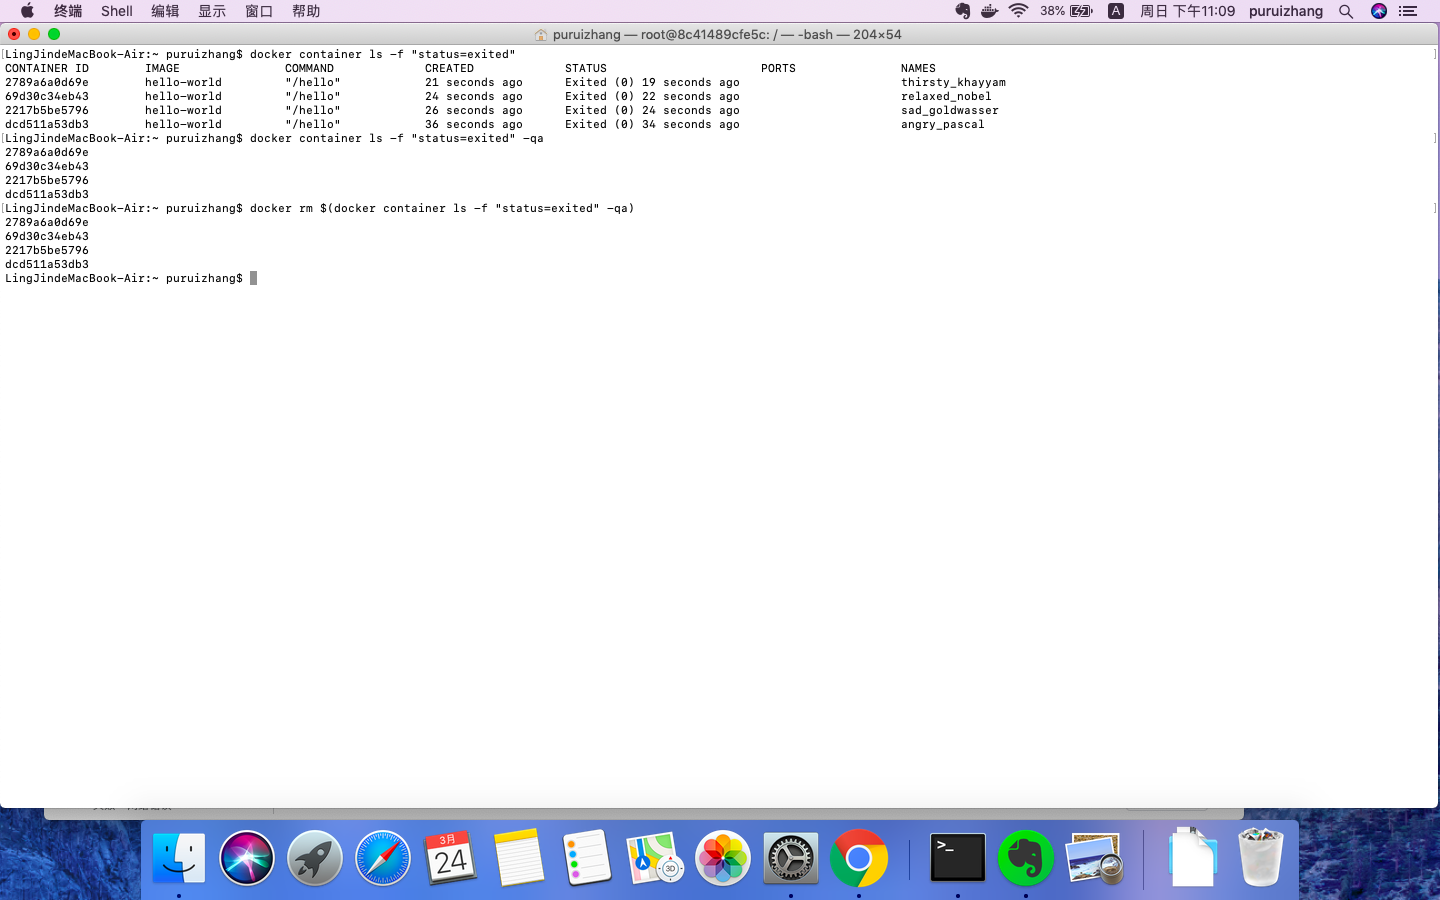 终端 Shell 编辑 显示 窗口 帮助 38% A 周日 下午11:09 puruizhang
puruizhang — root@8c41489cfe5c: / — -bash — 204×54
[LingJindeMacBook-Air:~ puruizhang$ docker container ls -f "status=exited" ]
CONTAINER ID IMAGE COMMAND CREATED STATUS PORTS NAMES
2789a6a0d69e hello-world "/hello" 21 seconds ago Exited (0) 19 seconds ago thirsty_khayyam
69d30c34eb43 hello-world "/hello" 24 seconds ago Exited (0) 22 seconds ago relaxed_nobel
2217b5be5796 hello-world "/hello" 26 seconds ago Exited (0) 24 seconds ago sad_goldwasser
dcd511a53db3 hello-world "/hello" 36 seconds ago Exited (0) 34 seconds ago angry_pascal
[LingJindeMacBook-Air:~ puruizhang$ docker container ls -f "status=exited" -qa ]
2789a6a0d69e
69d30c34eb43
2217b5be5796
dcd511a53db3
[LingJindeMacBook-Air:~ puruizhang$ docker rm $(docker container ls -f "status=exited" -qa) ]
2789a6a0d69e
69d30c34eb43
2217b5be5796
dcd511a53db3
LingJindeMacBook-Air:~ puruizhang$
3月
24
3D
>_